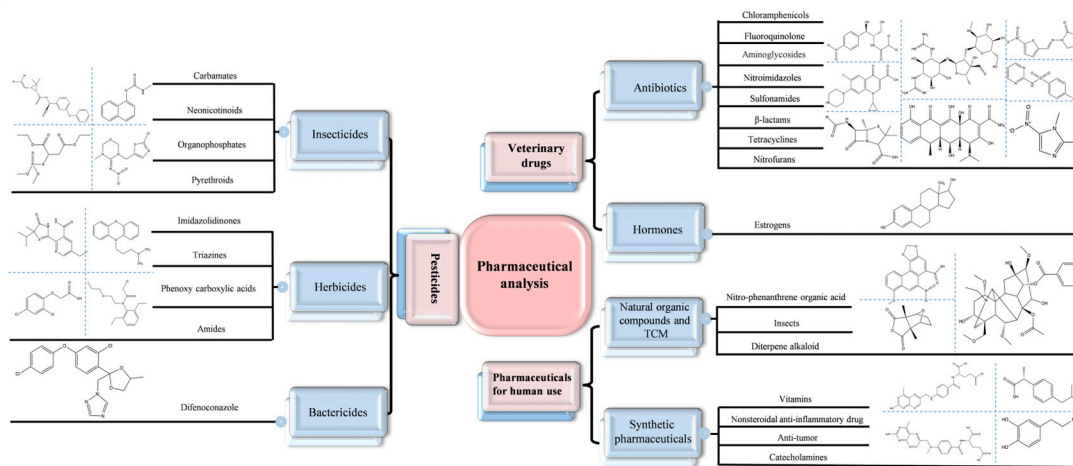 Carbamates
Neonicotinoids
Organophosphates
Pyrethroids
Insecticides
Imidazolidinones
Triazines
Phenoxy carboxylic acids
Amides
Herbicides
Difenoconazole
Bactericides
Pesticides
Pharmaceutical
analysis
Veterinary
drugs
Chloramphenicols
Fluoroquinolone
Aminoglycosides
Nitroimidazoles
Sulfonamides
β-lactams
Tetracyclines
Nitrofurans
Antibiotics
Hormones
Estrogens
Pharmaceuticals
for human use
Natural organic
compounds and
TCM
Nitro-phenanthrene organic acid
Insects
Diterpene alkaloid
Synthetic
pharmaceuticals
Vitamins
Nonsteroidal anti-inflammatory drug
Anti-tumor
Catecholamines